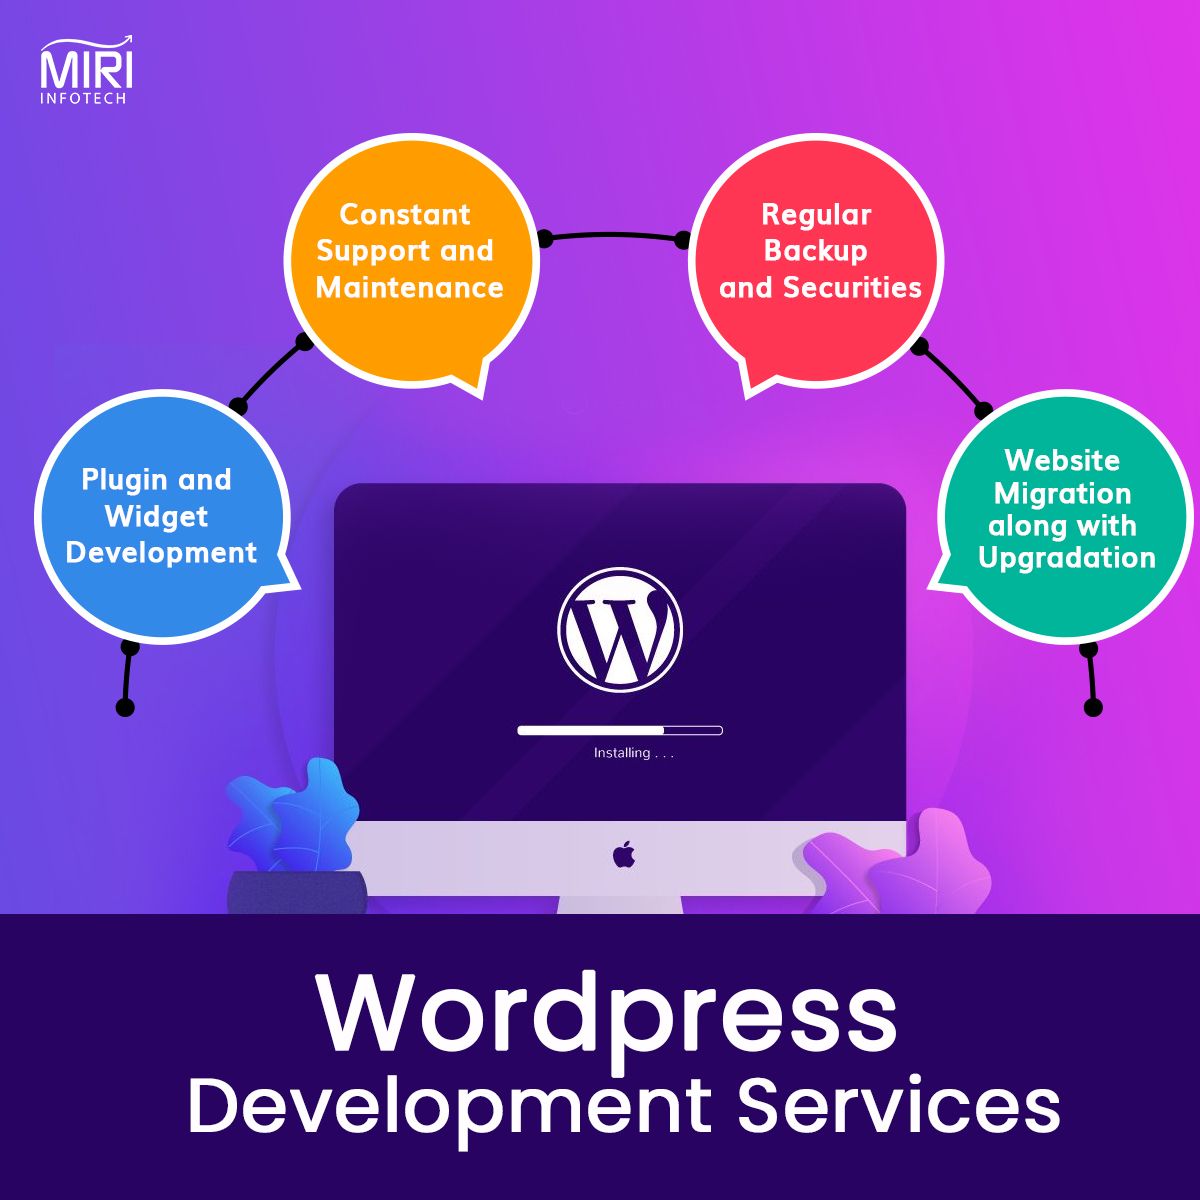 MIRI
INFOTECH
Constant
Support and
Maintenance
Regular
Backup
and Securities
Plugin and
Widget
Development
Website
Migration
along with
Upgradation
W
Installing . . .
Wordpress
Development Services